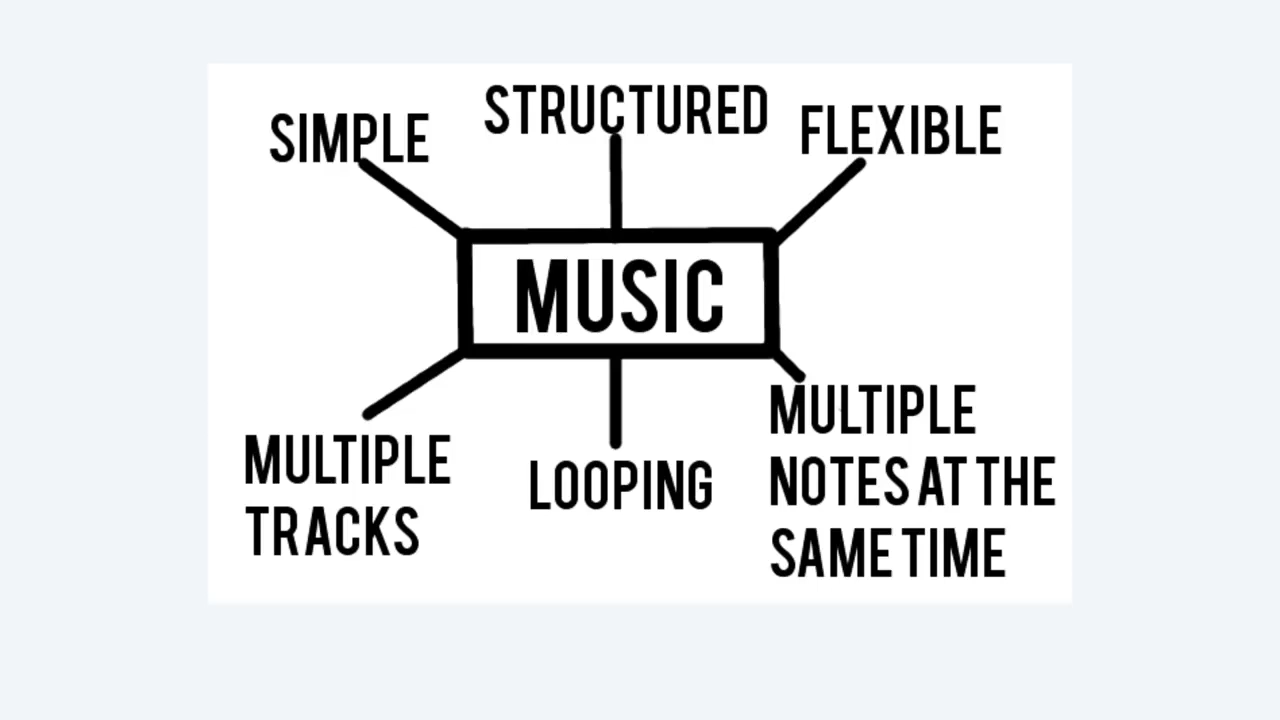 SIMPLE
STRUCTURED
FLEXIBLE
MUSIC
MULTIPLE
TRACKS
LOOPING
MULTIPLE
NOTES AT THE
SAME TIME